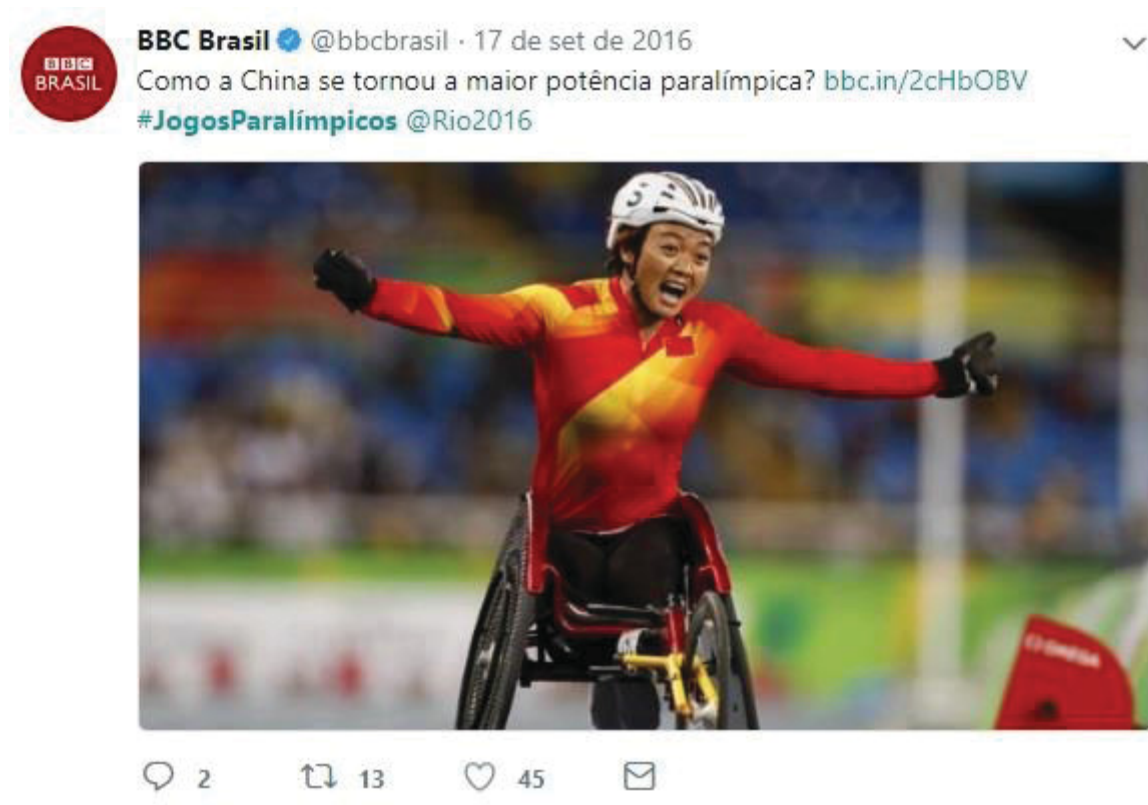 BBC Brasil @bbcbrasil · 17 de set de 2016
BBC
BRASIL
Como a China se tornou a maior potência paralímpica? bbc.in/2cHbOBV
#JogosParalímpicos @Rio2016
OMEGA
2 13 45